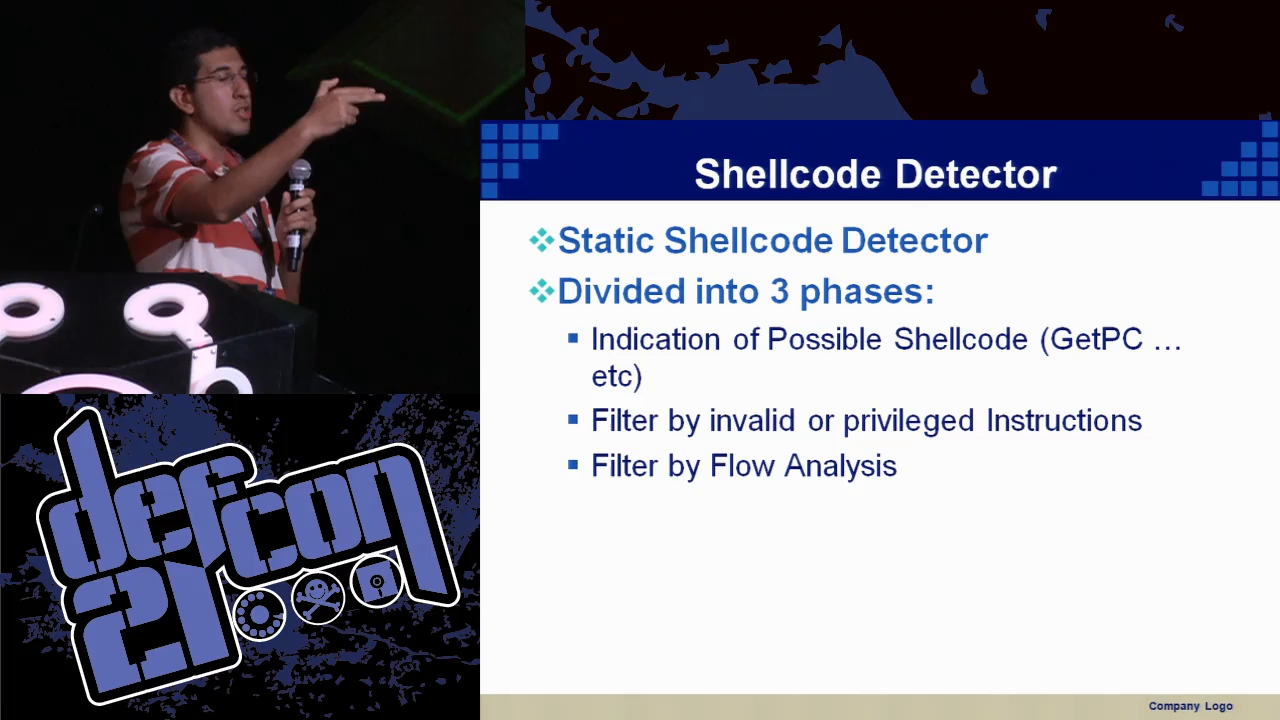 Shellcode Detector
Static Shellcode Detector
Divided into 3 phases:
Indication of Possible Shellcode (GetPC …
etc)
Filter by invalid or privileged Instructions
Filter by Flow Analysis
defcon
21
Company Logo